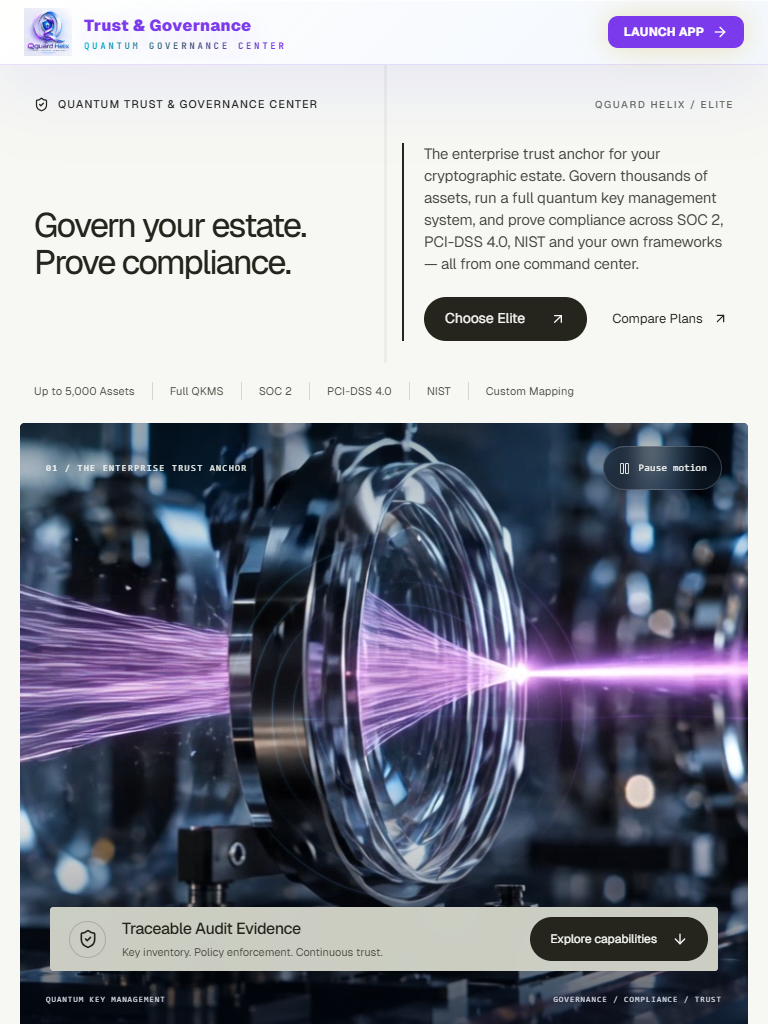 Qguard Helix
Trust & Governance
QUANTUM GOVERNANCE CENTER
LAUNCH APP
QUANTUM TRUST & GOVERNANCE CENTER
QGUARD HELIX / ELITE
Govern your estate.
Prove compliance.
The enterprise trust anchor for your
cryptographic estate. Govern thousands of
assets, run a full quantum key management
system, and prove compliance across SOC 2,
PCI-DSS 4.0, NIST and your own frameworks
— all from one command center.
Choose Elite
Compare Plans
Up to 5,000 Assets
Full QKMS
SOC 2
PCI-DSS 4.0
NIST
Custom Mapping
01 / THE ENTERPRISE TRUST ANCHOR
Pause motion
Traceable Audit Evidence
Key inventory. Policy enforcement. Continuous trust.
Explore capabilities
QUANTUM KEY MANAGEMENT
GOVERNANCE / COMPLIANCE / TRUST